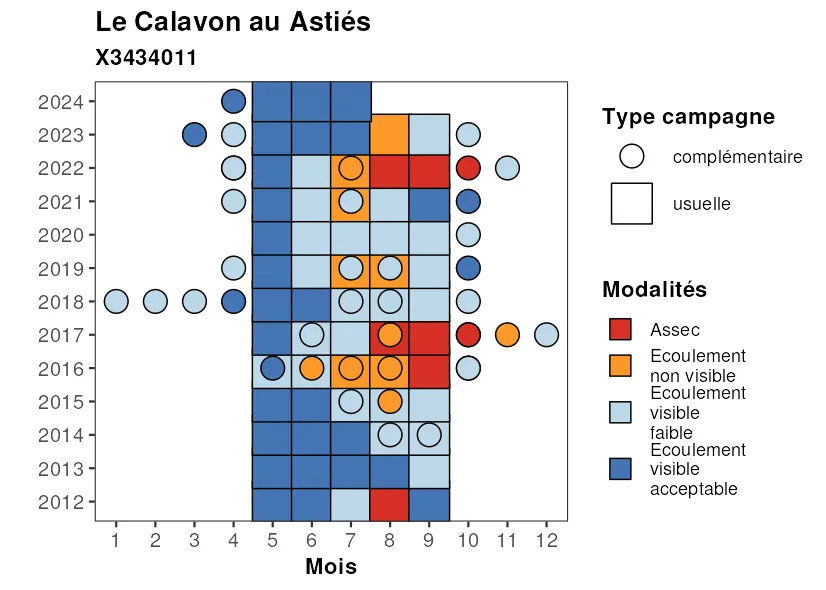 Le Calavon au Astiés
X3434011
2024
2023
2022
2021
2020
2019
2018
2017
2016
2015
2014
2013
2012
1 2 3 4 5 6 7 8 9 10 11 12
Mois
Type campagne
complémentaire
usuelle
Modalités
Assec
Ecoulement
non visible
Ecoulement
visible
faible
Ecoulement
visible
acceptable